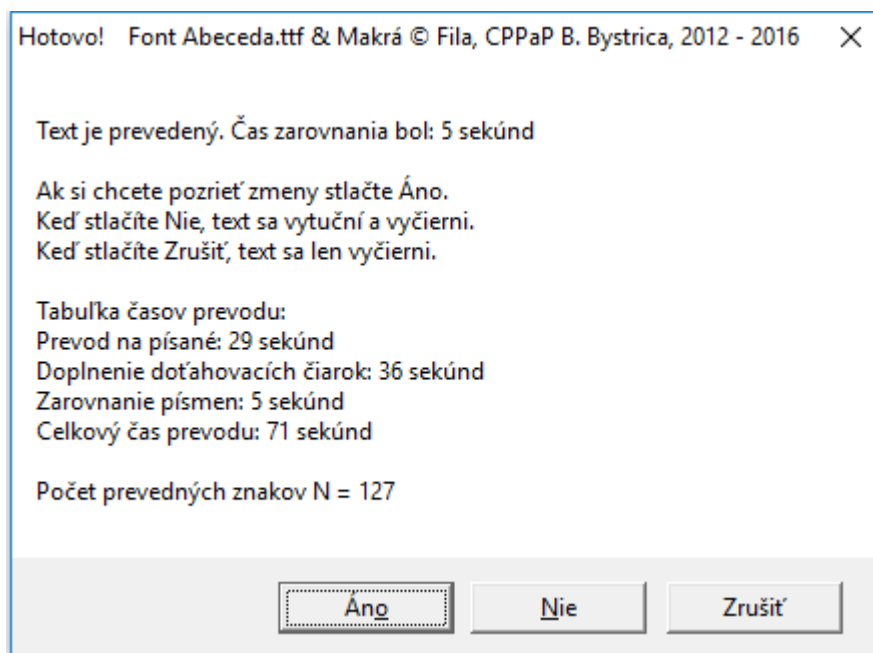 Hotovo! Font Abeceda.ttf & Makrá © Fila, CPPaP B. Bystrica, 2012 - 2016
Text je prevedený. Čas zarovnania bol: 5 sekúnd
Ak si chcete pozrieť zmeny stlačte Áno.
Keď stlačíte Nie, text sa vytuční a vyčierni.
Keď stlačíte Zrušiť, text sa len vyčierni.
Tabuľka časov prevodu:
Prevod na písané: 29 sekúnd
Doplnenie doťahovacích čiarok: 36 sekúnd
Zarovnanie písmen: 5 sekúnd
Celkový čas prevodu: 71 sekúnd
Počet prevedných znakov N = 127
Áno Nie Zrušiť